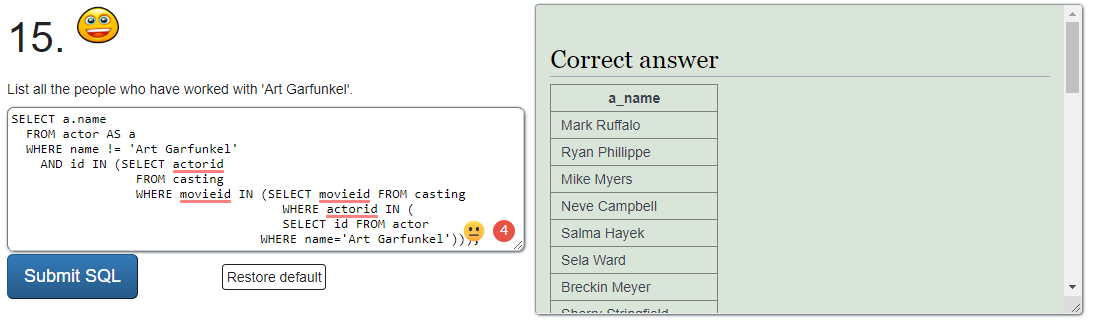 15.
List all the people who have worked with 'Art Garfunkel'.
SELECT a.name
FROM actor AS a
WHERE name != 'Art Garfunkel'
AND id IN (SELECT actorid
FROM casting
WHERE movieid IN (SELECT movieid FROM casting
WHERE actorid IN (
SELECT id FROM actor
WHERE name='Art Garfunkel')));
4
Submit SQL
Restore default
Correct answer
a_name
Mark Ruffalo
Ryan Phillippe
Mike Myers
Neve Campbell
Salma Hayek
Sela Ward
Breckin Meyer